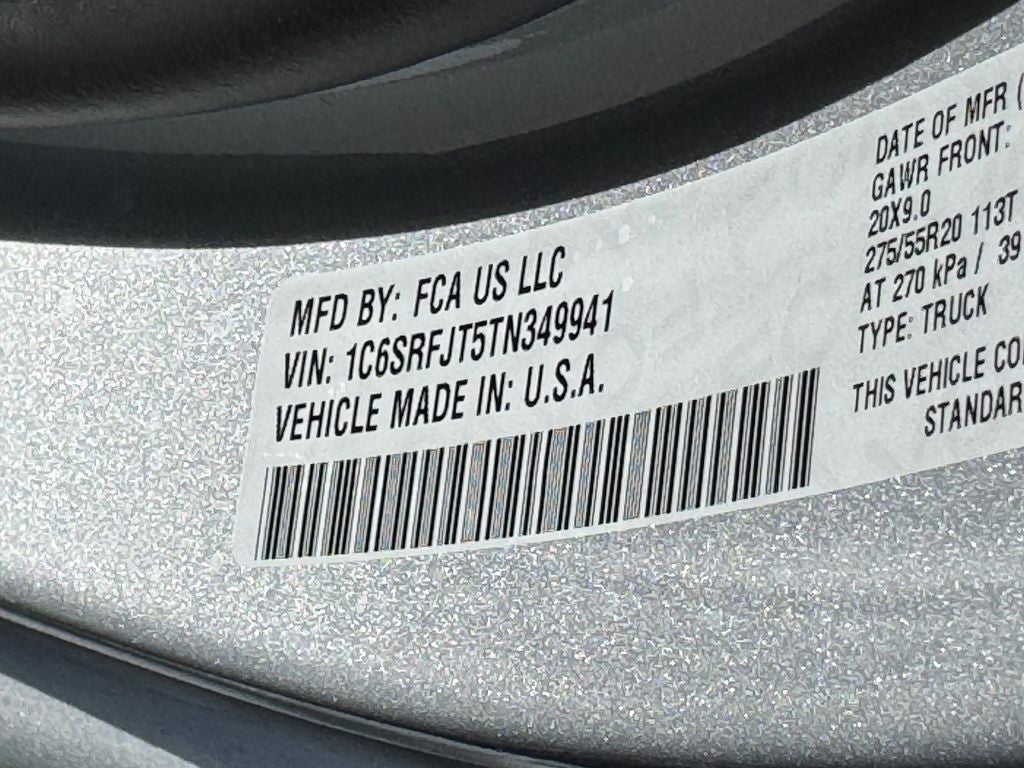 MFD BY: FCA US LLC
VIN: 1C6SRFJT5TN349941
VEHICLE MADE IN: U.S.A.
DATE OF MFR (
GAWR FRONT:
20X9.0
275/55R20 113T
AT 270 kPa / 39
TYPE: TRUCK
THIS VEHICLE CO
STANDAR